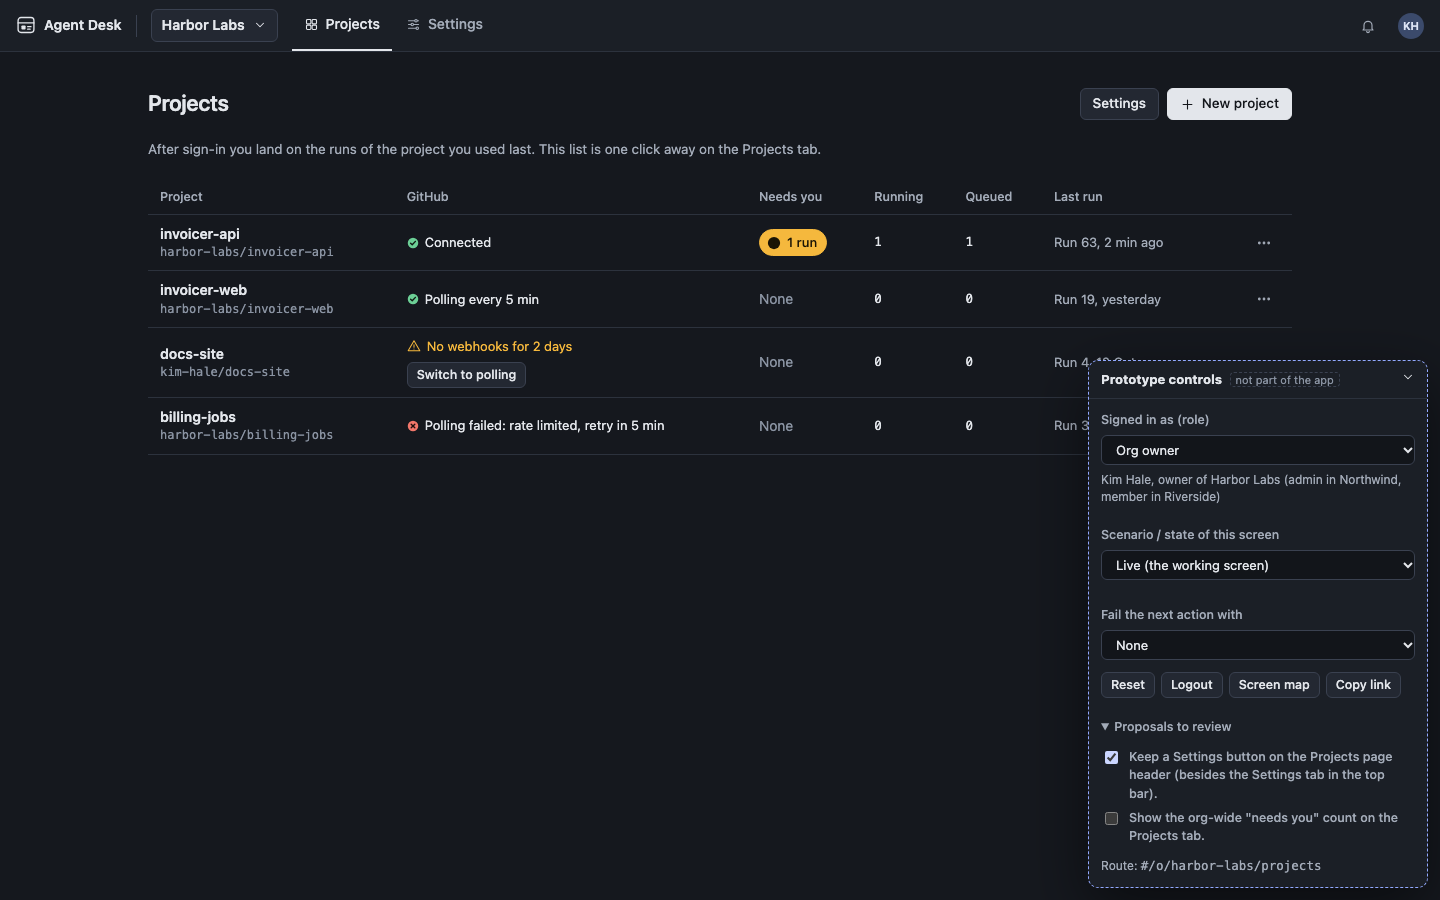 Agent Desk
Harbor Labs
Projects
Settings
KH
Projects
Settings
New project
After sign-in you land on the runs of the project you used last. This list is one click away on the Projects tab.
Project GitHub Needs you Running Queued Last run
invoicer-api
harbor-labs/invoicer-api
Connected
1 run
1
1
Run 63, 2 min ago
invoicer-web
harbor-labs/invoicer-web
Polling every 5 min
None
0
0
Run 19, yesterday
docs-site
kim-hale/docs-site
No webhooks for 2 days
Switch to polling
None
0
0
Run 4,
billing-jobs
harbor-labs/billing-jobs
Polling failed: rate limited, retry in 5 min
None
0
0
Run 3
Prototype controls
not part of the app
Signed in as (role)
Org owner
Kim Hale, owner of Harbor Labs (admin in Northwind,
member in Riverside)
Scenario / state of this screen
Live (the working screen)
Fail the next action with
None
Reset
Logout
Screen map
Copy link
Proposals to review
Keep a Settings button on the Projects page
header (besides the Settings tab in the top
bar).
Show the org-wide "needs you" count on the
Projects tab.
Route: #/o/harbor-labs/projects